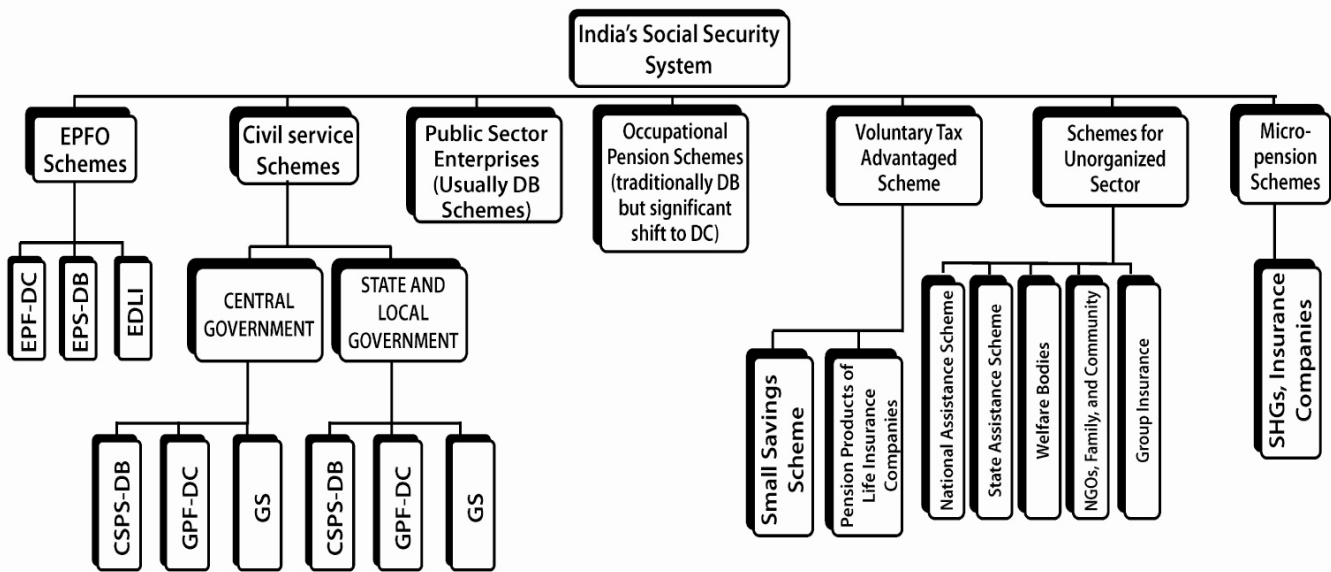 India's Social Security
System
EPFO
Schemes
Civil service
Schemes
Public Sector
Enterprises
(Usually DB
Schemes)
Occupational
Pension Schemes
(traditionally DB
but significant
shift to DC)
Voluntary Tax
Advantaged
Scheme
Schemes for
Unorganized
Sector
Micro-
pension
Schemes
EPF-DC
EPS-DB
EDLI
CENTRAL
GOVERNMENT
STATE AND
LOCAL
GOVERNMENT
CSPS-DB
GPF-DC
GS
CSPS-DB
GPF-DC
GS
Small Savings
Scheme
Pension Products of
Life Insurance
Companies
National Assistance Scheme
State Assistance Scheme
Welfare Bodies
NGOs, Family, and Community
Group Insurance
SHGs, Insurance
Companies